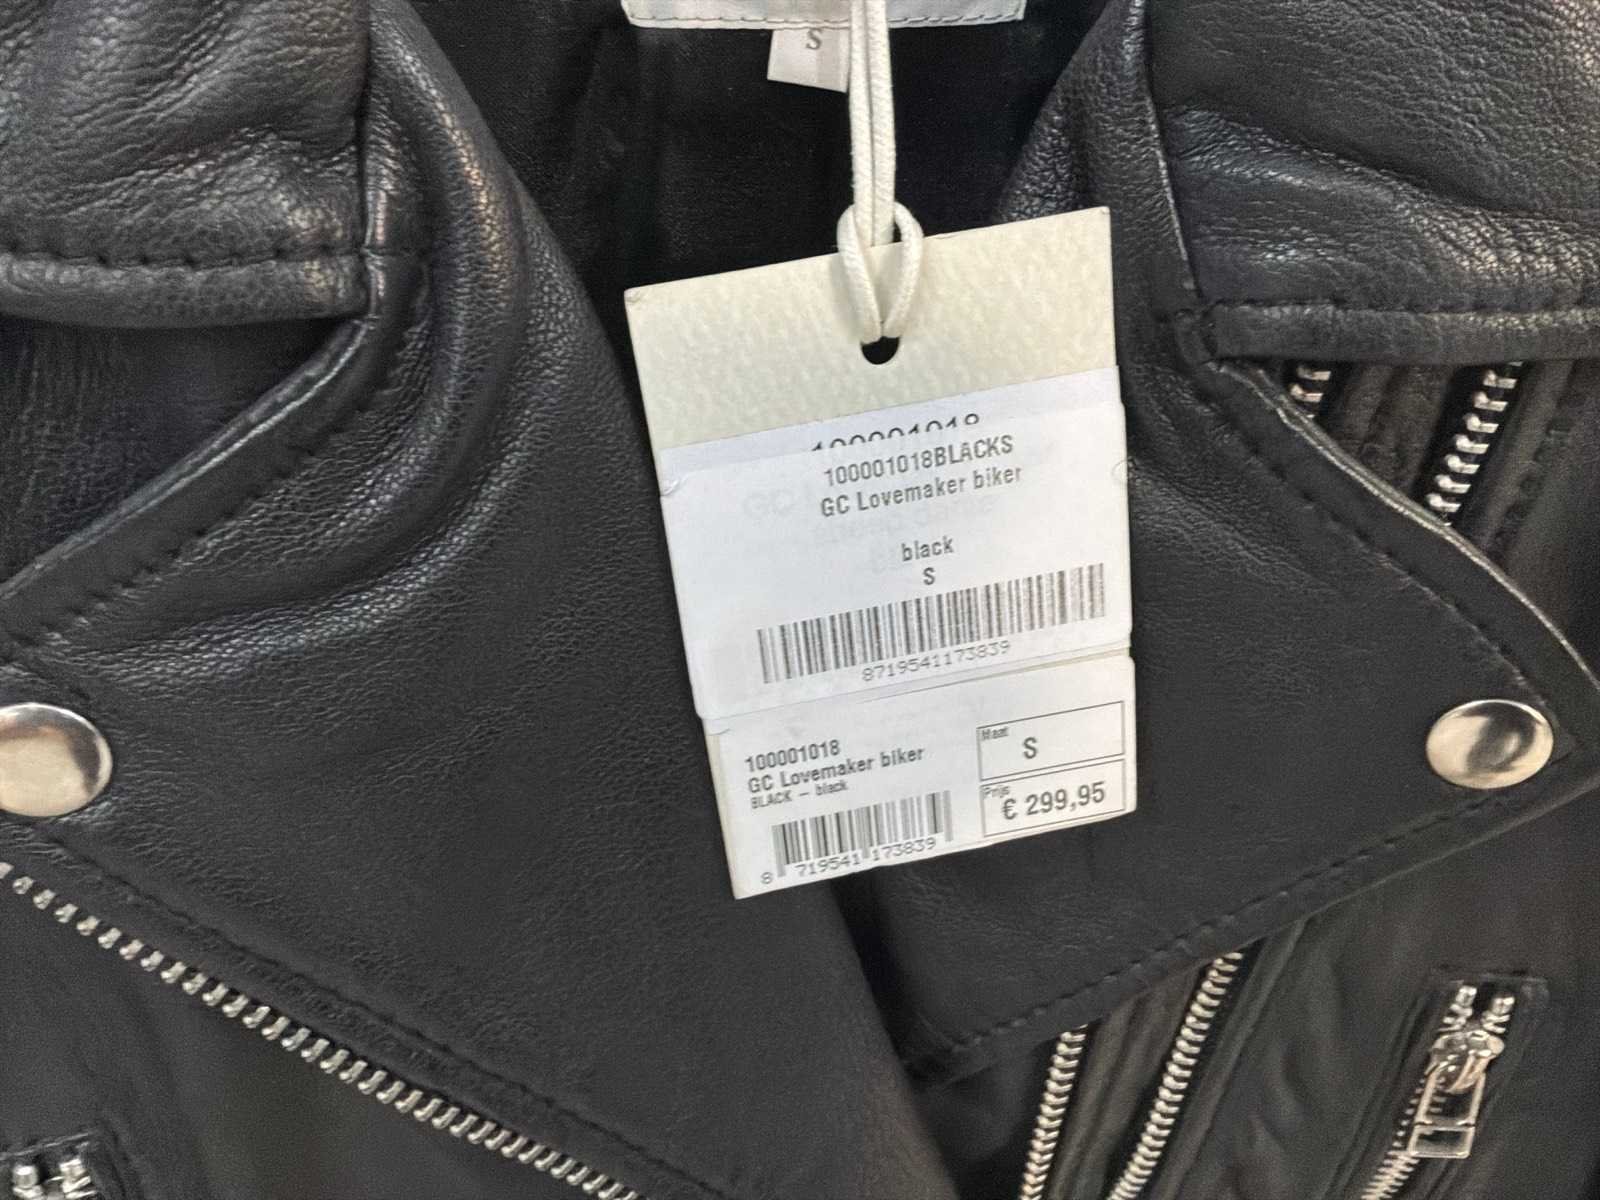 S
100001018
100001018BLACKS
GC Lovemaker biker
black
S
8719541173839
100001018
GC Lovemaker biker
BLACK – black
8 719541 173839
Maat
S
Prijs
€ 299,95